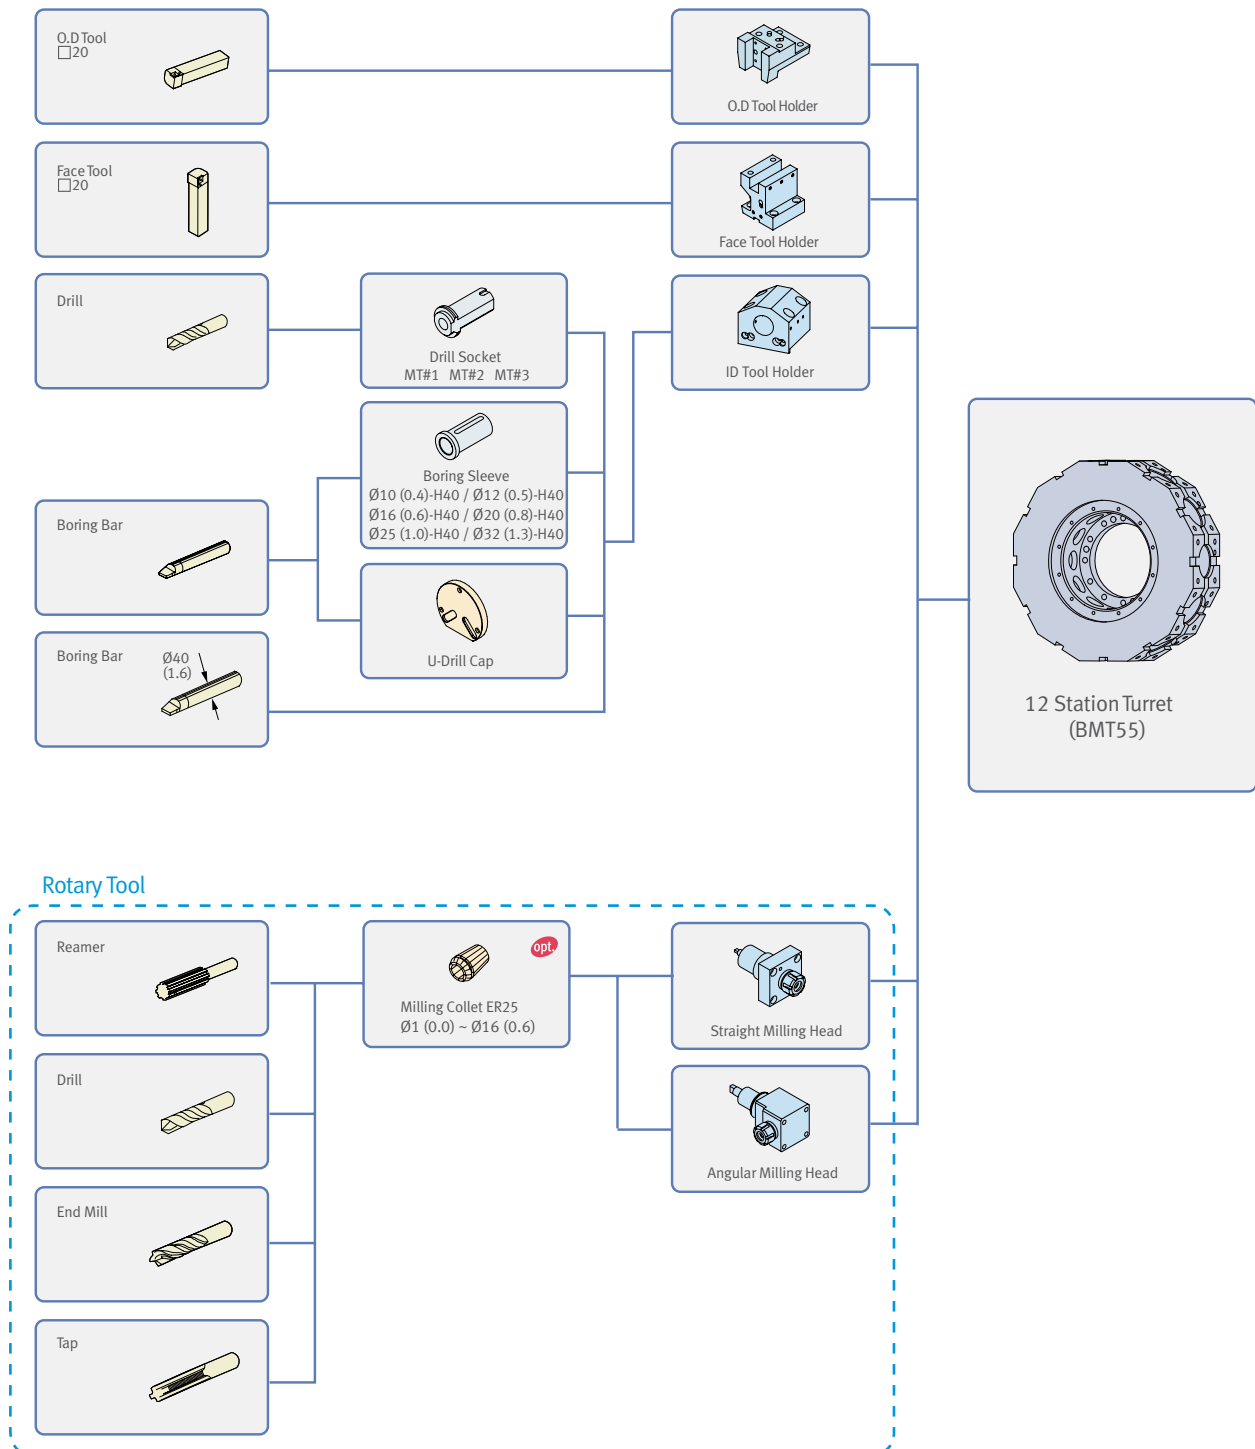 O.D Tool
□20
O.D Tool Holder
Face Tool
□20
Face Tool Holder
Drill
Drill Socket
MT#1 MT#2 MT#3
ID Tool Holder
Boring Sleeve
Ø10 (0.4)-H40 / Ø12 (0.5)-H40
Ø16 (0.6)-H40 / Ø20 (0.8)-H40
Ø25 (1.0)-H40 / Ø32 (1.3)-H40
Boring Bar
U-Drill Cap
Boring Bar
Ø40
(1.6)
12 Station Turret
(BMT55)
Rotary Tool
Reamer
opt.
Milling Collet ER25
Ø1 (0.0) ~ Ø16 (0.6)
Straight Milling Head
Drill
Angular Milling Head
End Mill
Tap